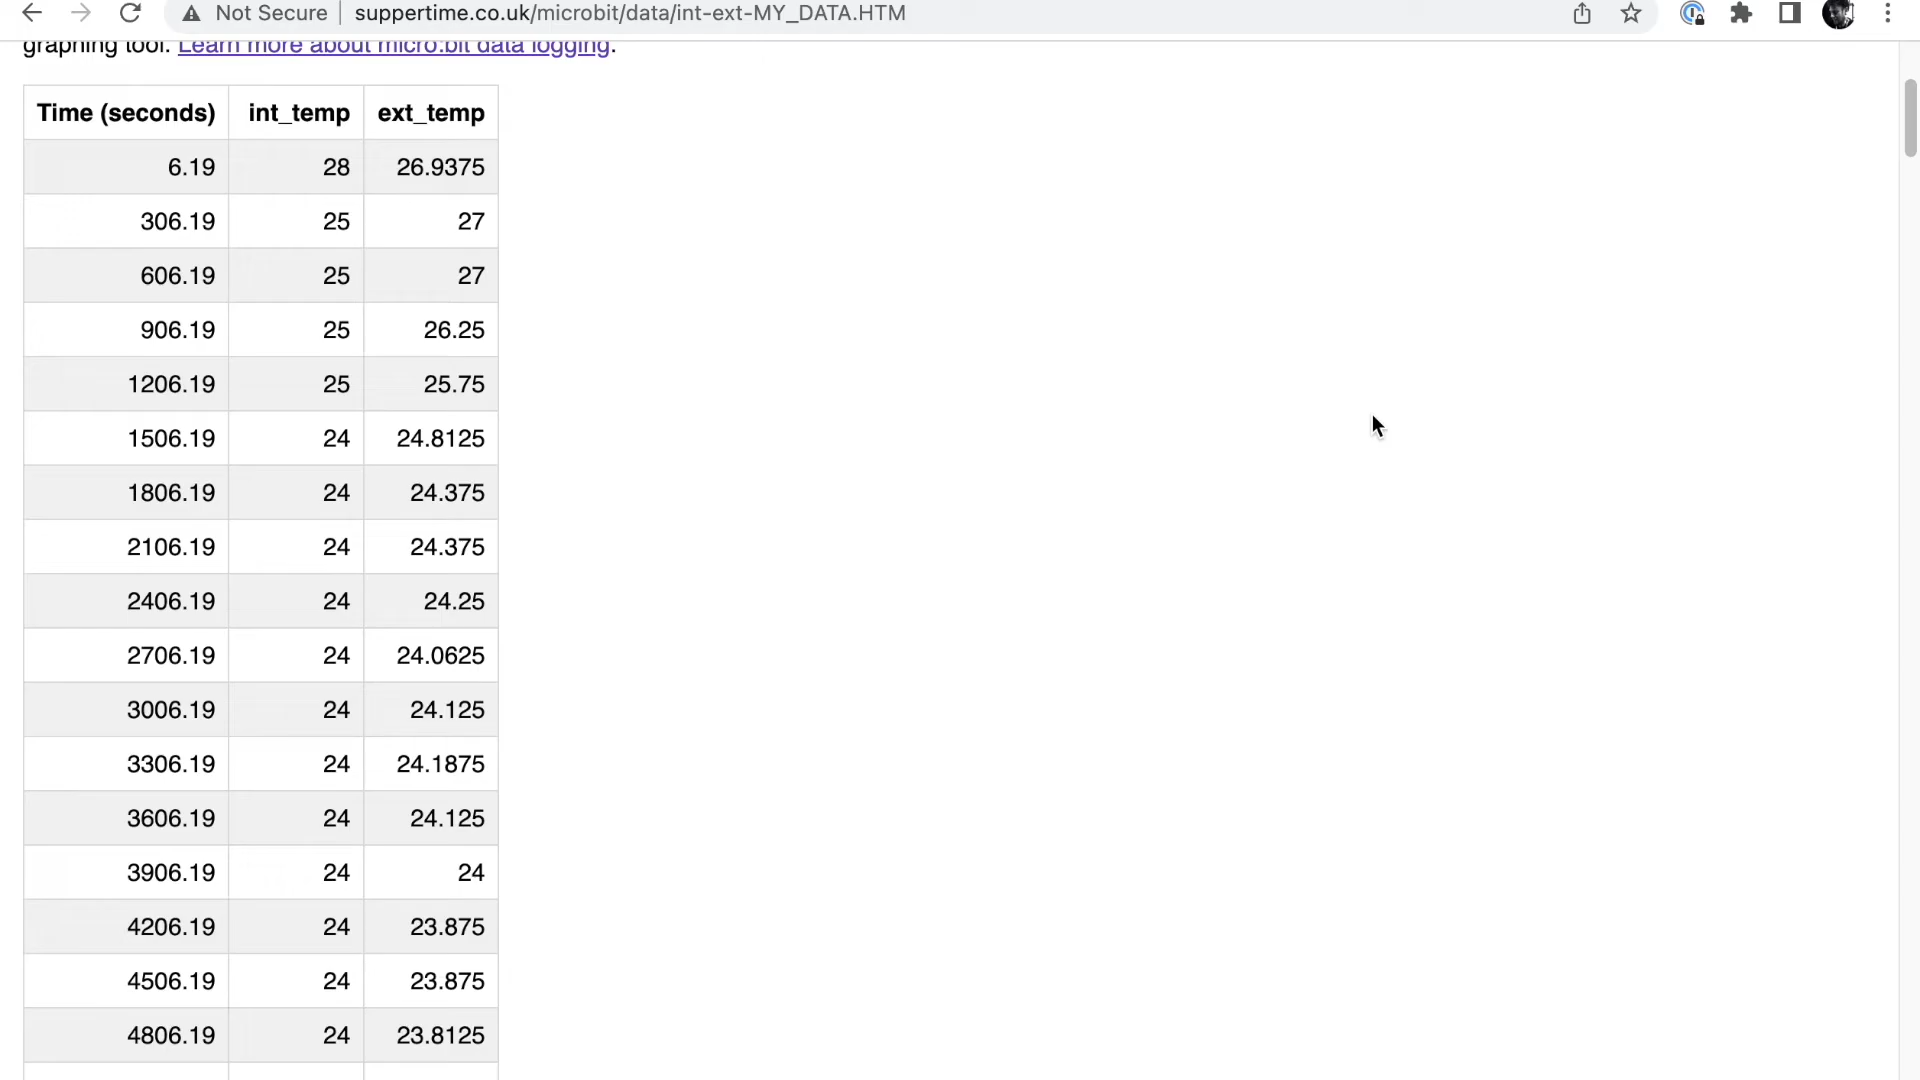 Not Secure suppertime.co.uk/microbit/data/int-ext-MY_DATA.HTM
graphing tool. Learn more about micro:bit data logging.
Time (seconds) int_temp ext_temp
6.19 28 26.9375
306.19 25 27
606.19 25 27
906.19 25 26.25
1206.19 25 25.75
1506.19 24 24.8125
1806.19 24 24.375
2106.19 24 24.375
2406.19 24 24.25
2706.19 24 24.0625
3006.19 24 24.125
3306.19 24 24.1875
3606.19 24 24.125
3906.19 24 24
4206.19 24 23.875
4506.19 24 23.875
4806.19 24 23.8125